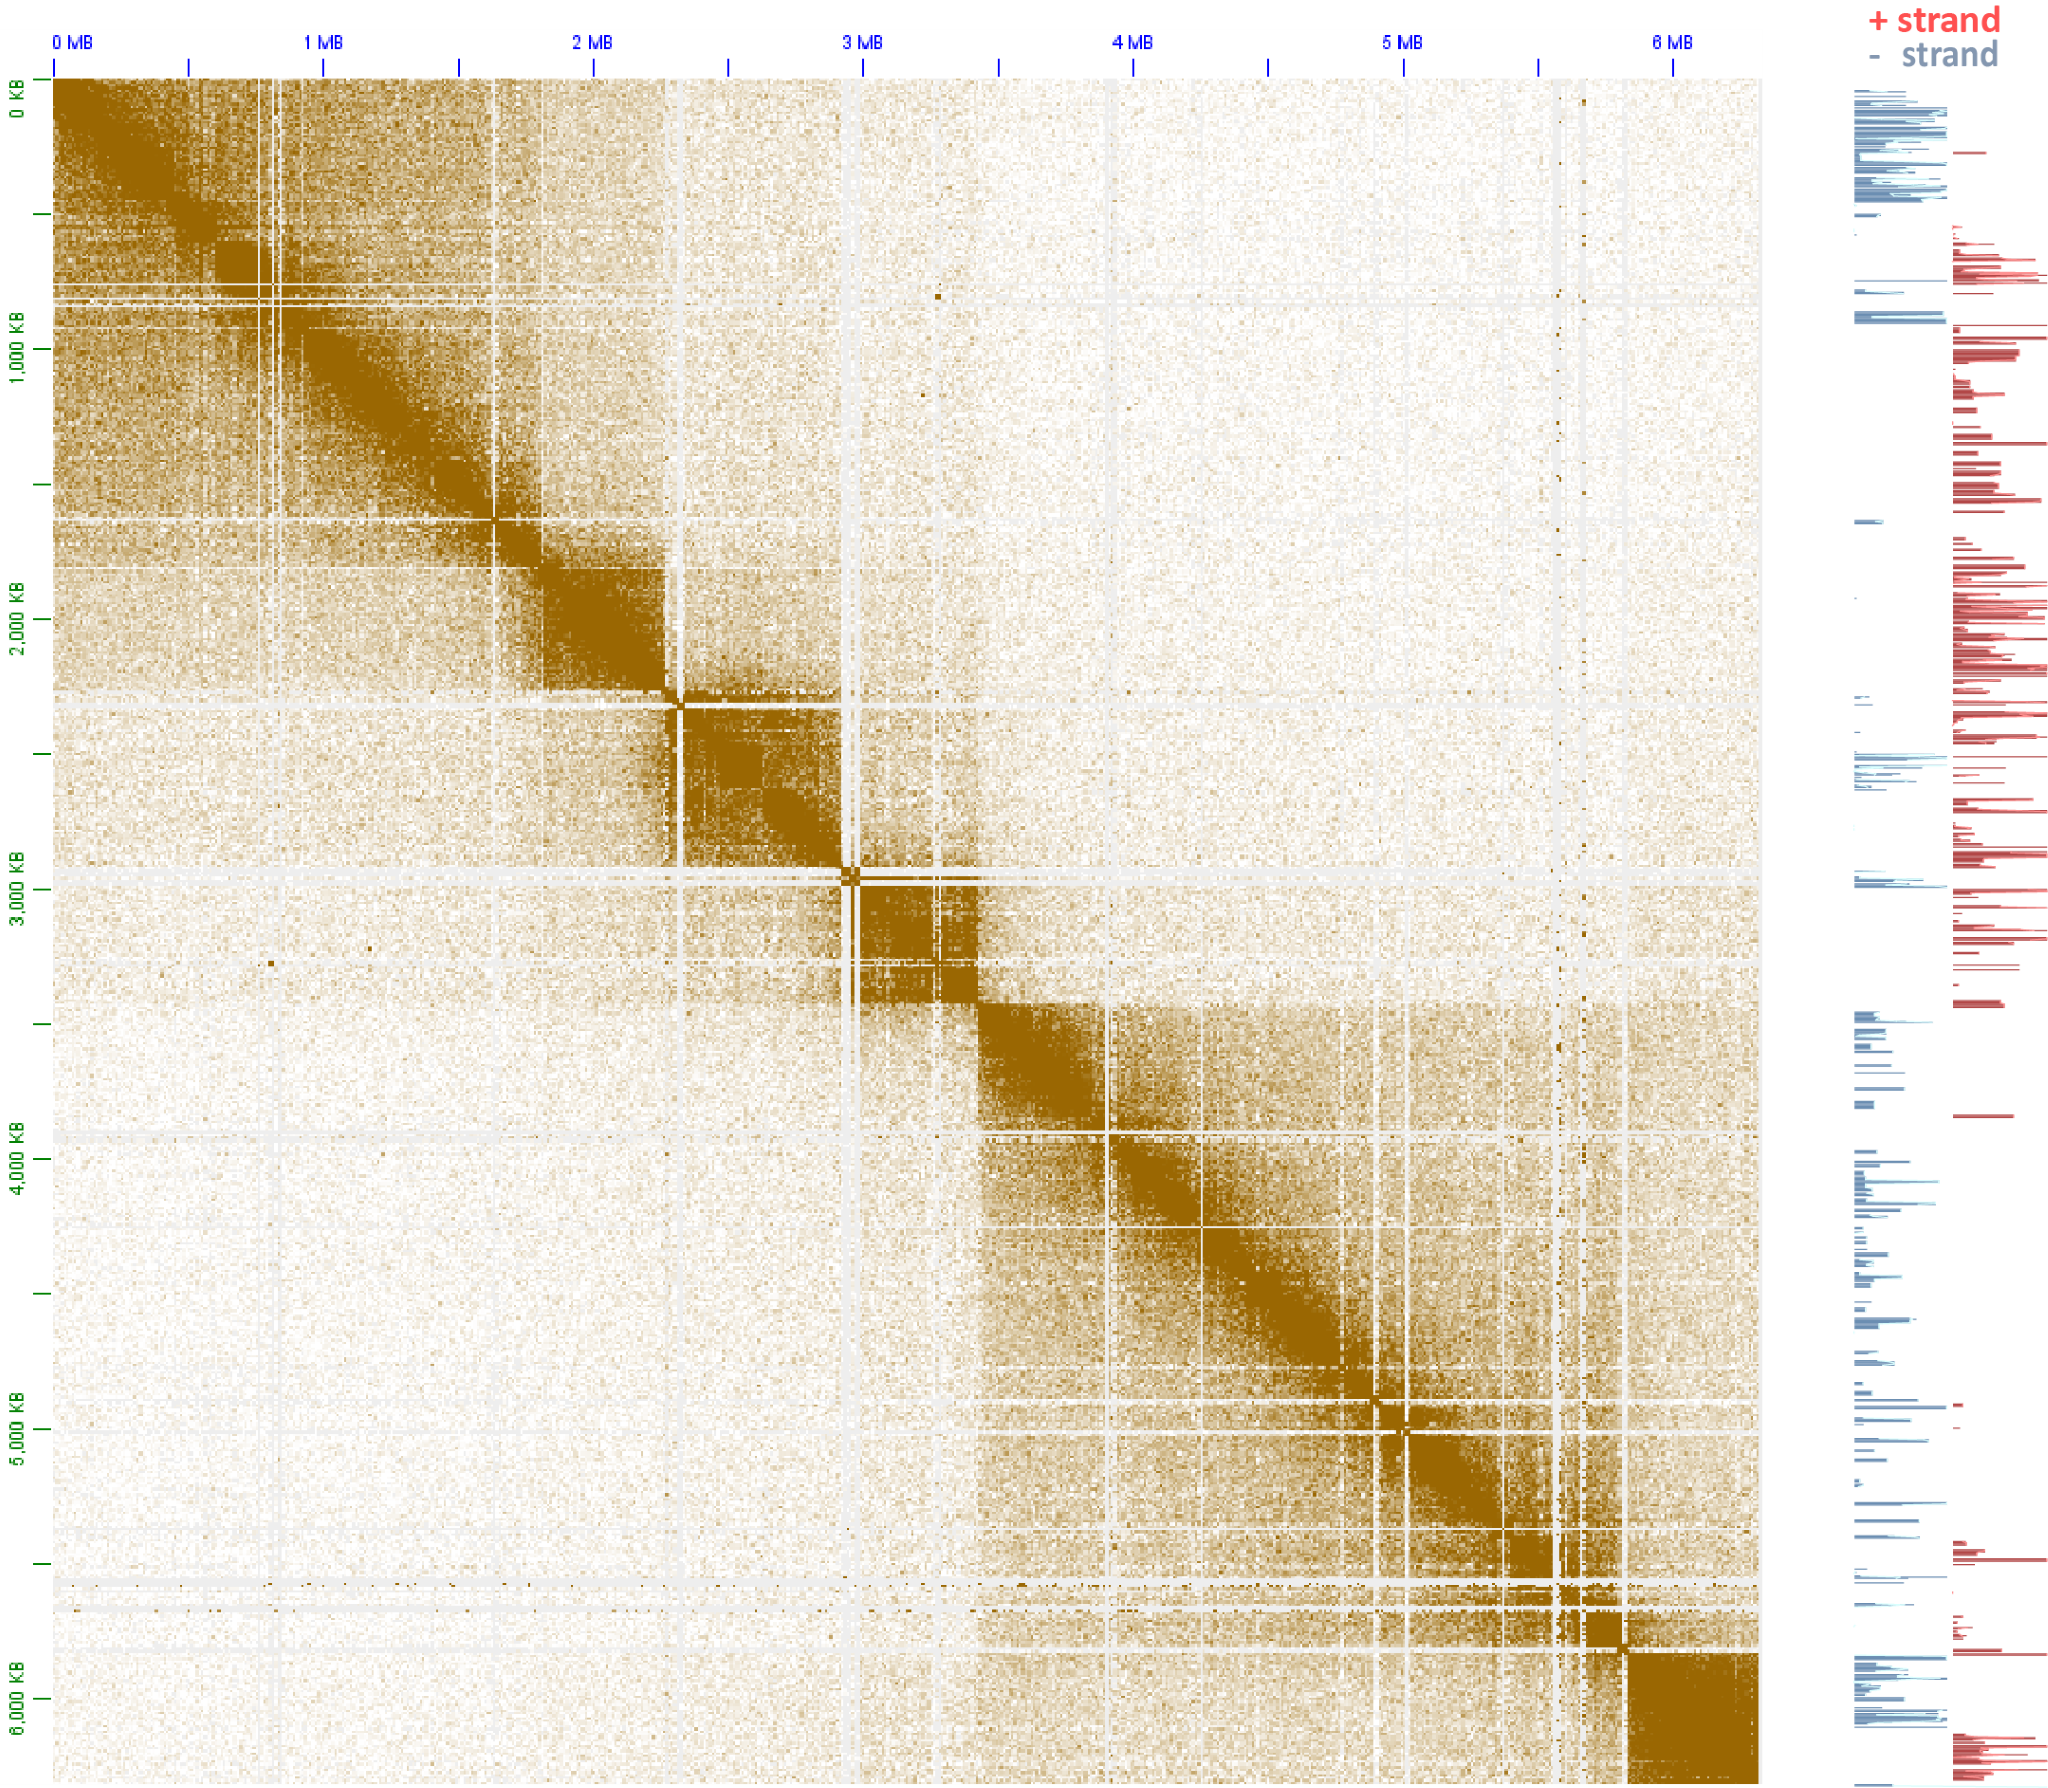 + strand
- strand
0 MB 1 MB 2 MB 3 MB 4 MB 5 MB 6 MB
0 KB
1,000 KB
2,000 KB
3,000 KB
4,000 KB
5,000 KB
6,000 KB